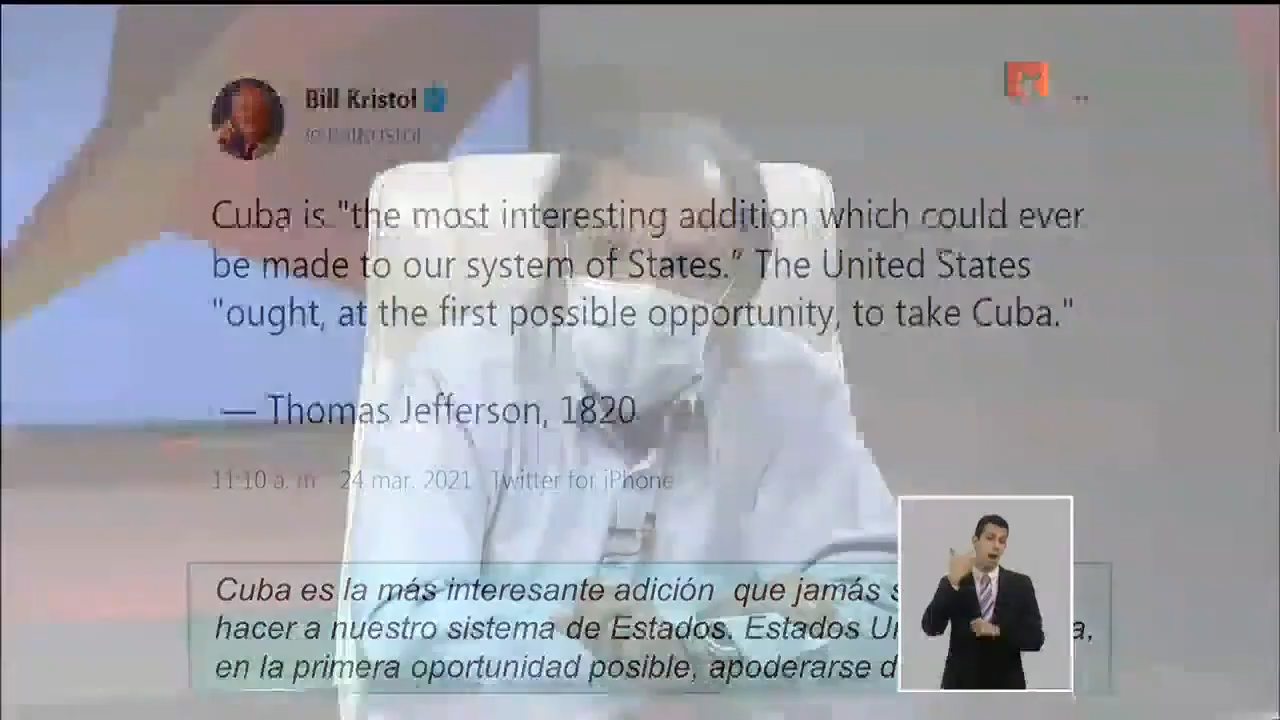 Bill Kristol
Cuba is "the most interesting addition which could ever
be made to our system of States." The United States
"ought, at the first possible opportunity, to take Cuba."
— Thomas Jefferson, 1820
11:10 a. m 24 mar. 2021 Twitter for iPhone
Cuba es la más interesante adición que jamás
hacer a nuestro sistema de Estados. Estados
en la primera oportunidad posible, apoderarse